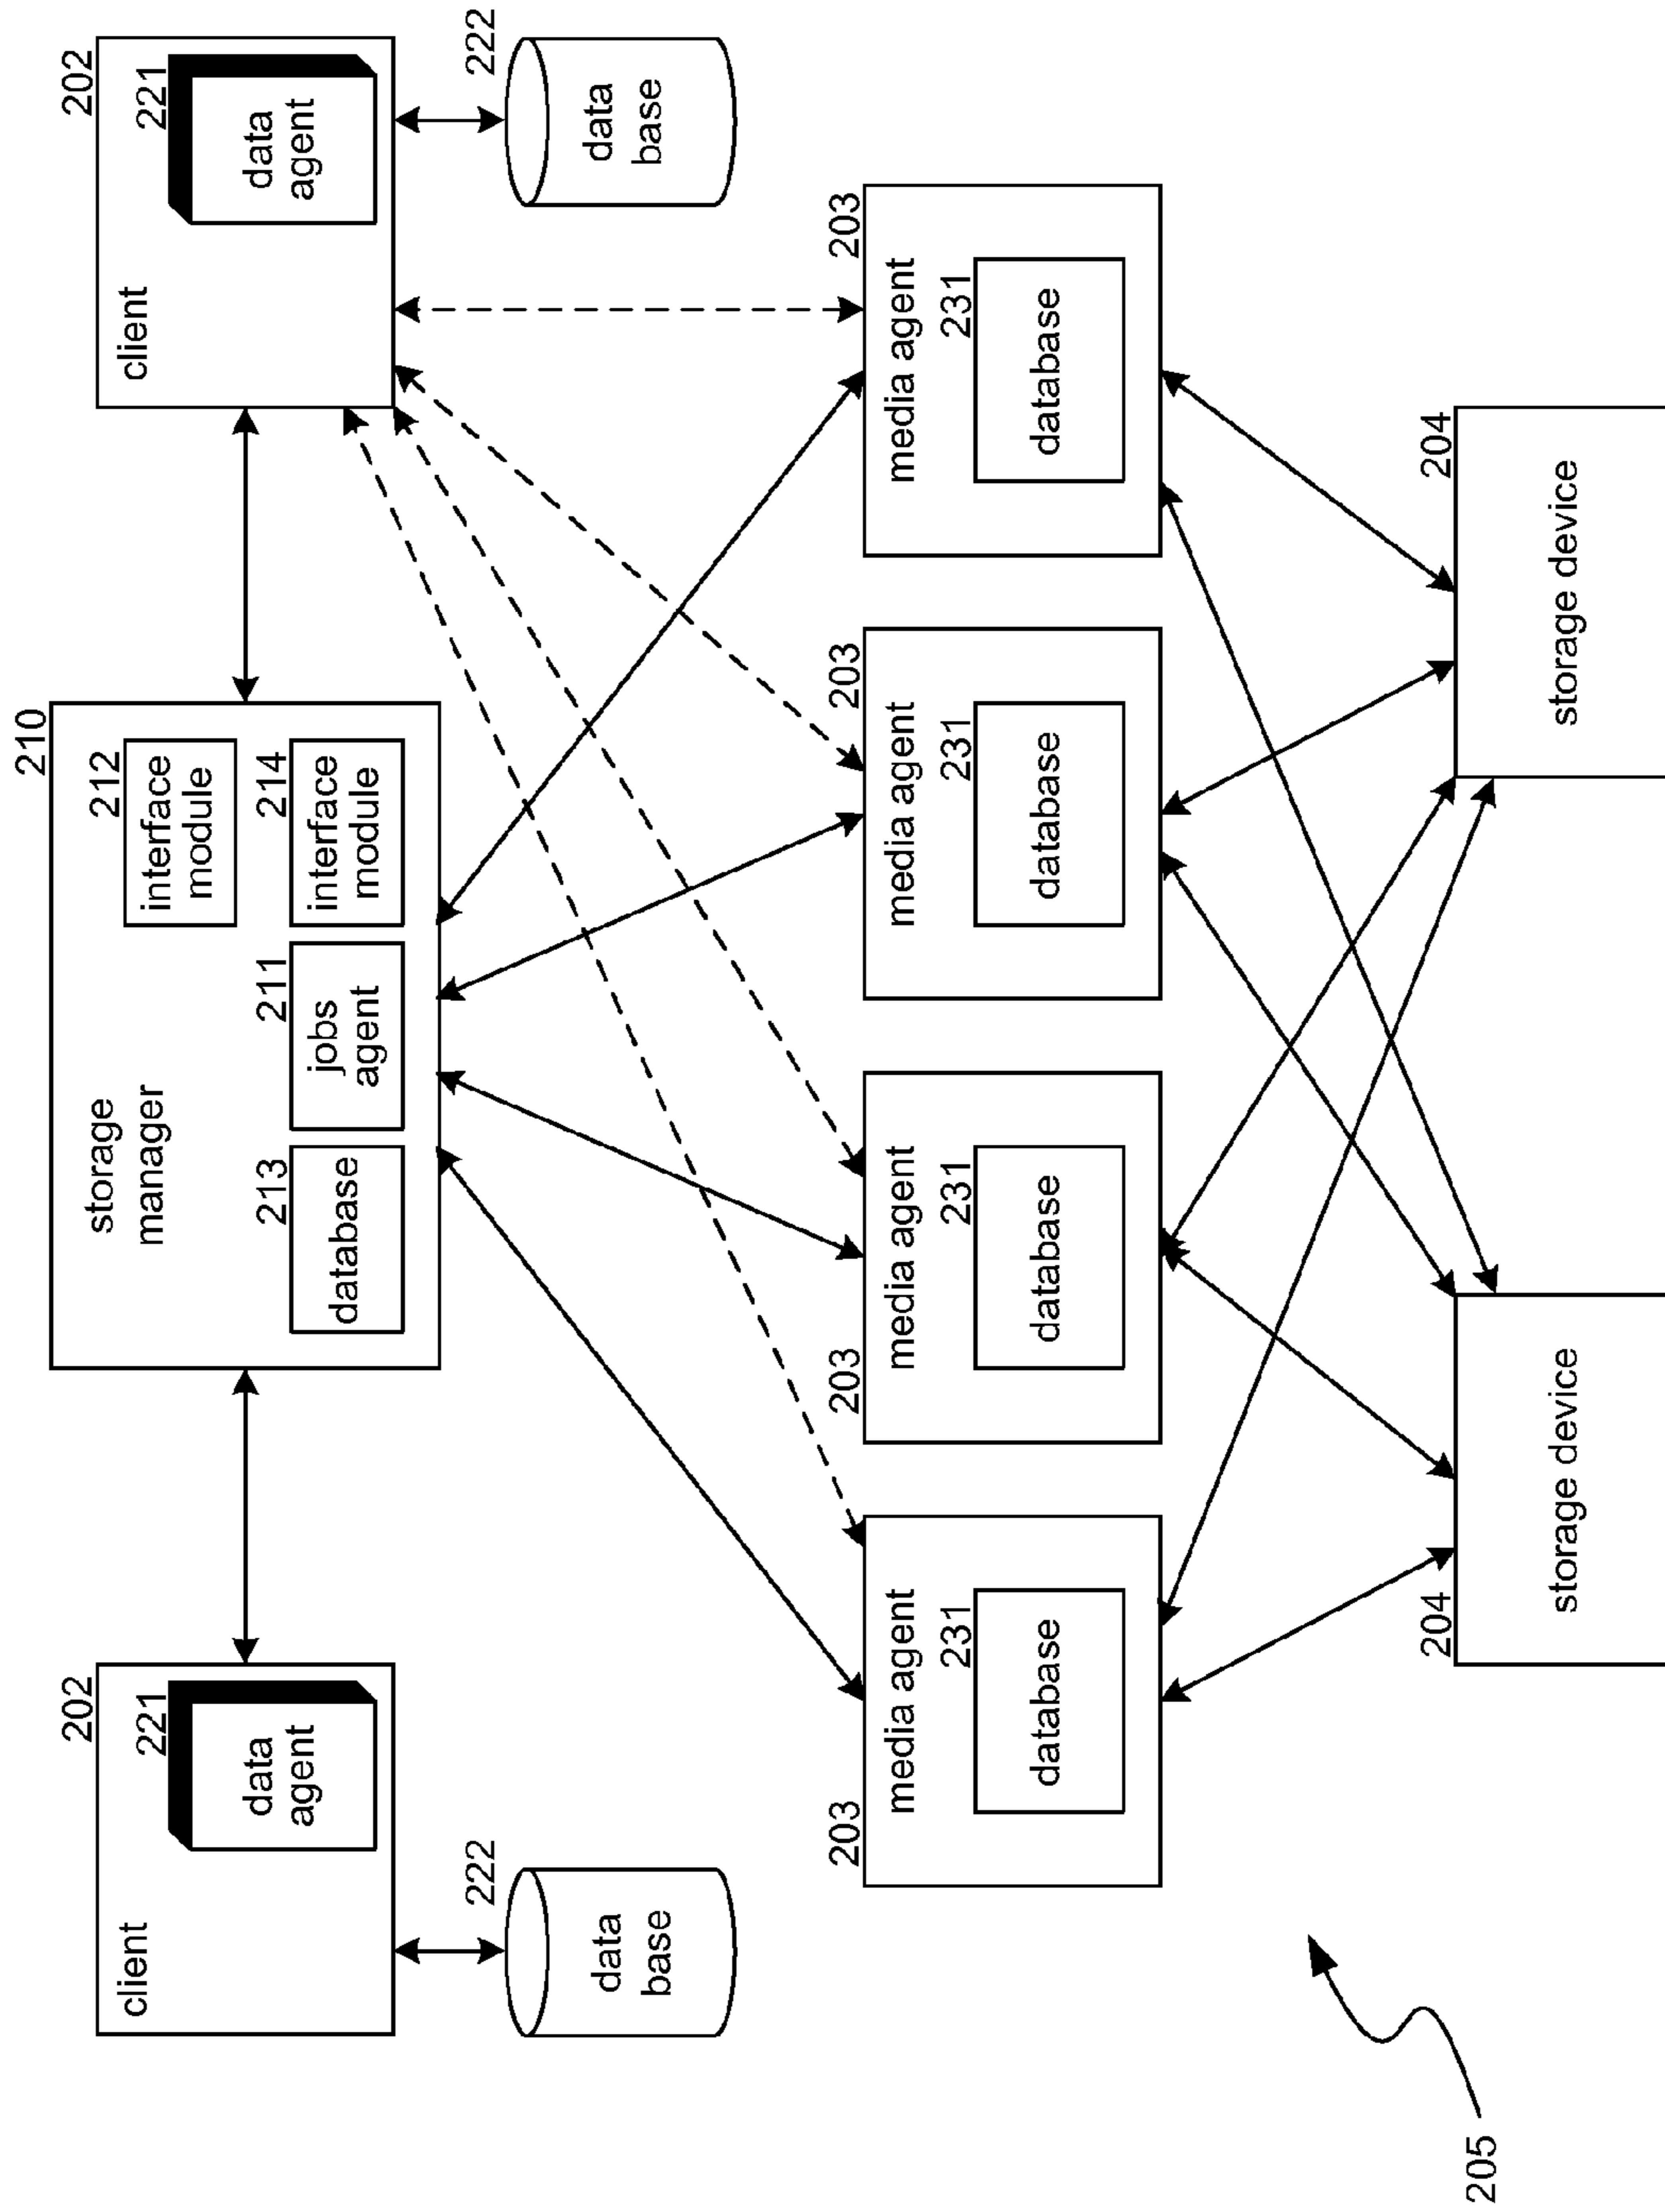 210
storage
manager
212
interface
module
213
database
211
jobs
agent
214
interface
module
202
client
221
data
agent
222
data
base
202
client
221
data
agent
222
data
base
203
media agent
231
database
203
media agent
231
database
203
media agent
231
database
203
media agent
231
database
204
storage device
204
storage device
205